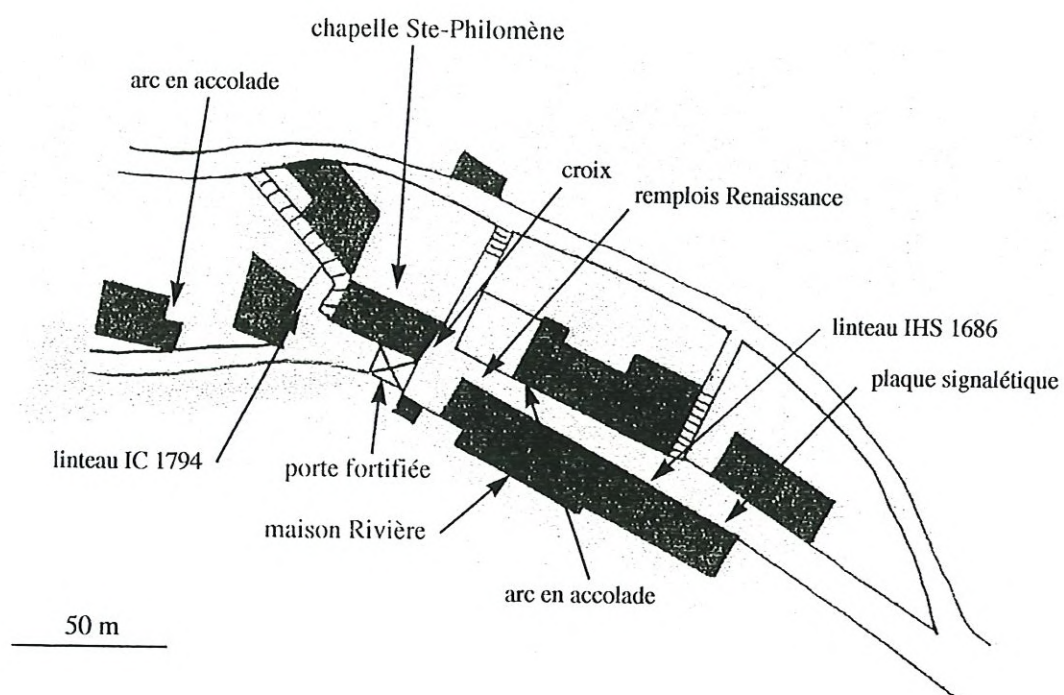 chapelle Ste-Philomène
arc en accolade
croix
remplois Renaissance
linteau IHS 1686
plaque signalétique
linteau IC 1794
porte fortifiée
maison Rivière
arc en accolade
50 m